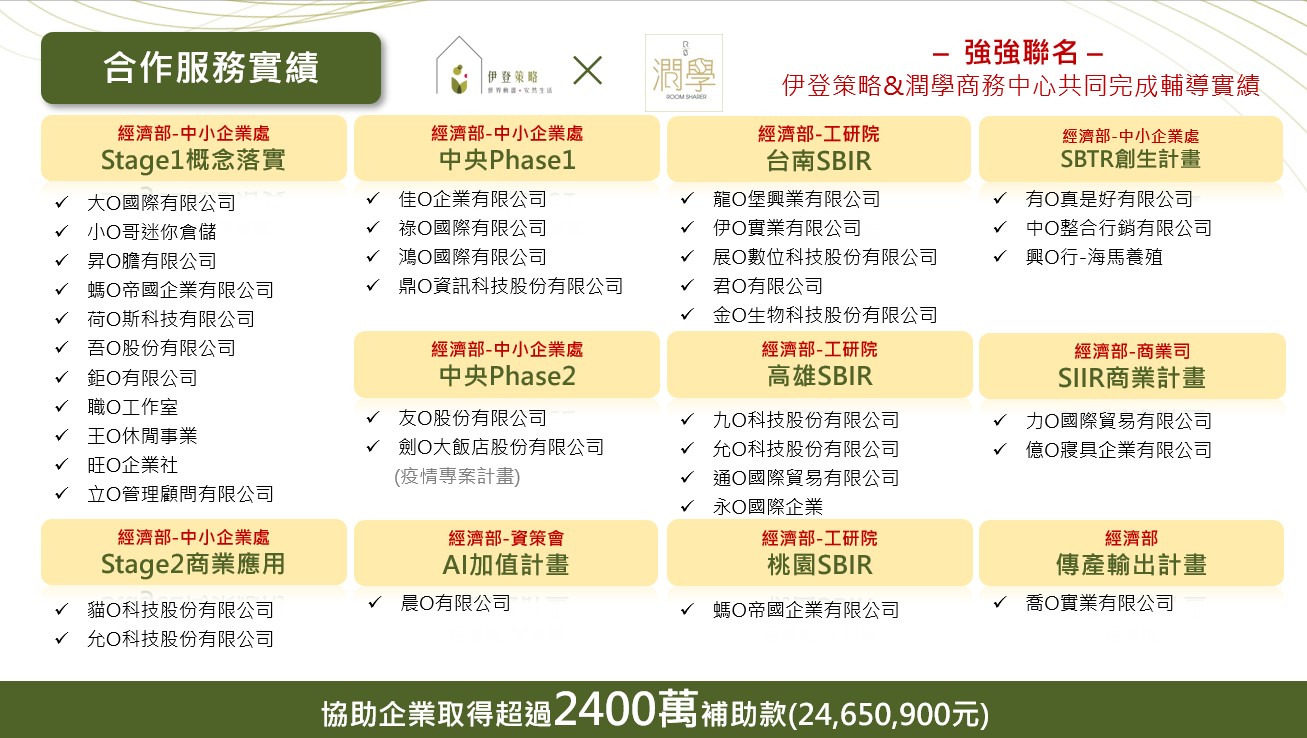 合作服務實績
伊登策略
世界軌道·安然生活
R
S
潤學
ROOM SHARER
– 強強聯名 –
伊登策略&潤學商務中心共同完成輔導實績
經濟部-中小企業處
Stage1概念落實
大O國際有限公司
小O哥迷你倉儲
昇O膽有限公司
螞O帝國企業有限公司
荷O斯科技有限公司
吾O股份有限公司
鉅O有限公司
職O工作室
王O休閒事業
旺O企業社
立O管理顧問有限公司
經濟部-中小企業處
Stage2商業應用
貓O科技股份有限公司
允O科技股份有限公司
經濟部-中小企業處
中央Phase1
佳O企業有限公司
祿O國際有限公司
鴻O國際有限公司
鼎O資訊科技股份有限公司
經濟部-中小企業處
中央Phase2
友O股份有限公司
劍O大飯店股份有限公司
(疫情專案計畫)
經濟部-資策會
AI加值計畫
晨O有限公司
經濟部-工研院
台南SBIR
龍O堡興業有限公司
伊O實業有限公司
展O數位科技股份有限公司
君O有限公司
金O生物科技股份有限公司
經濟部-工研院
高雄SBIR
九O科技股份有限公司
允O科技股份有限公司
通O國際貿易有限公司
永O國際企業
經濟部-工研院
桃園SBIR
螞O帝國企業有限公司
經濟部-中小企業處
SBTR創生計畫
有O真是好有限公司
中O整合行銷有限公司
興O行-海馬養殖
經濟部-商業司
SIIR商業計畫
力O國際貿易有限公司
億O寢具企業有限公司
經濟部
傳產輸出計畫
喬O實業有限公司
協助企業取得超過2400萬補助款(24,650,900元)